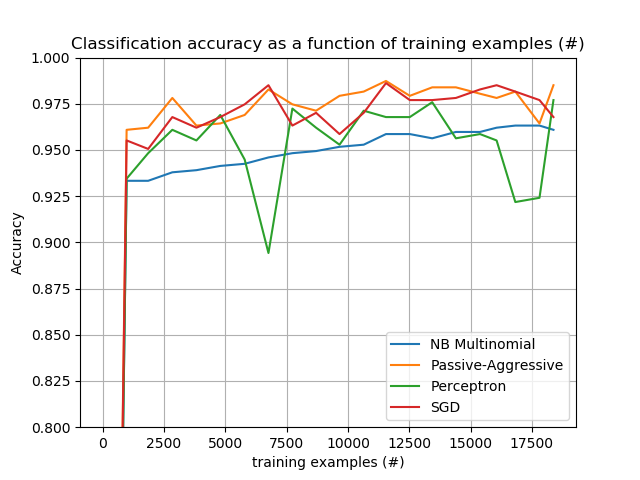 Classification accuracy as a function of training examples (#)
1.000
0.975
0.950
0.925
0.900
0.875
0.850
0.825
0.800
Accuracy
NB Multinomial
Passive-Aggressive
Perceptron
SGD
0 2500 5000 7500 10000 12500 15000 17500
training examples (#)